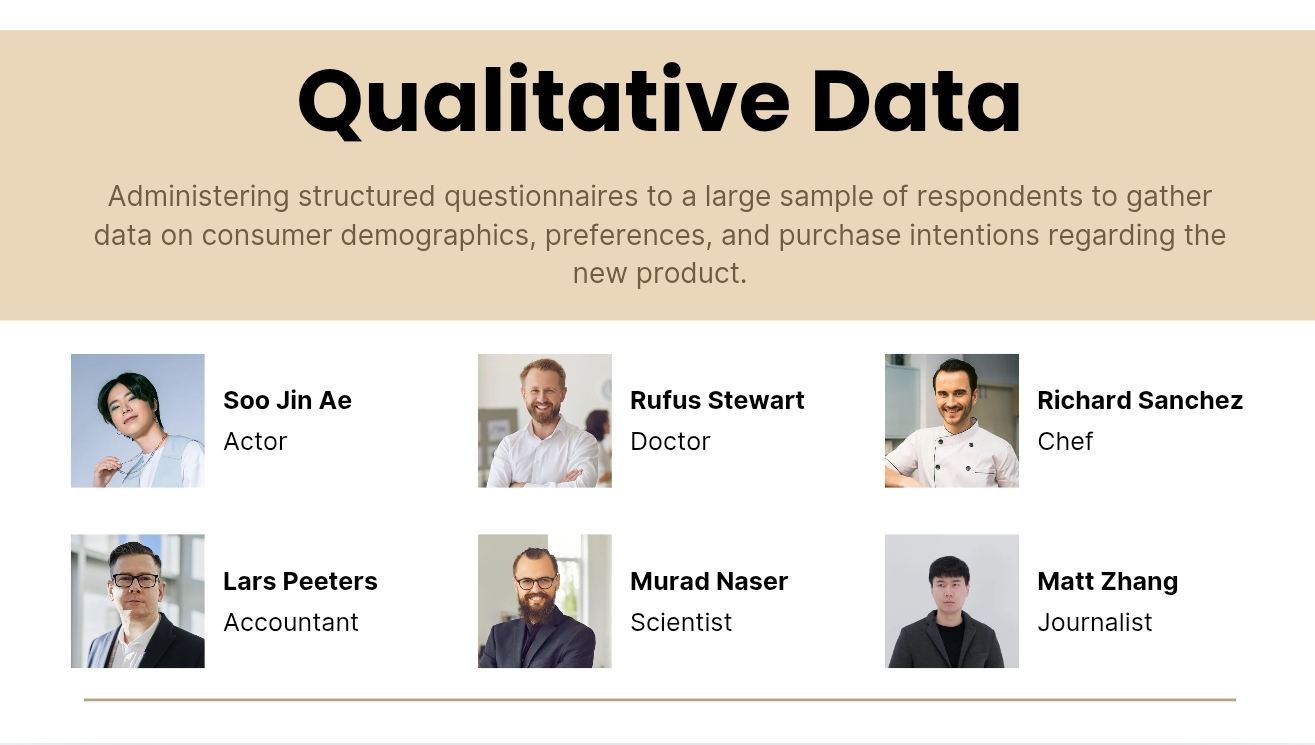 Qualitative Data
Administering structured questionnaires to a large sample of respondents to gather
data on consumer demographics, preferences, and purchase intentions regarding the
new product.
Soo Jin Ae
Actor
Rufus Stewart
Doctor
Richard Sanchez
Chef
Lars Peeters
Accountant
Murad Naser
Scientist
Matt Zhang
Journalist